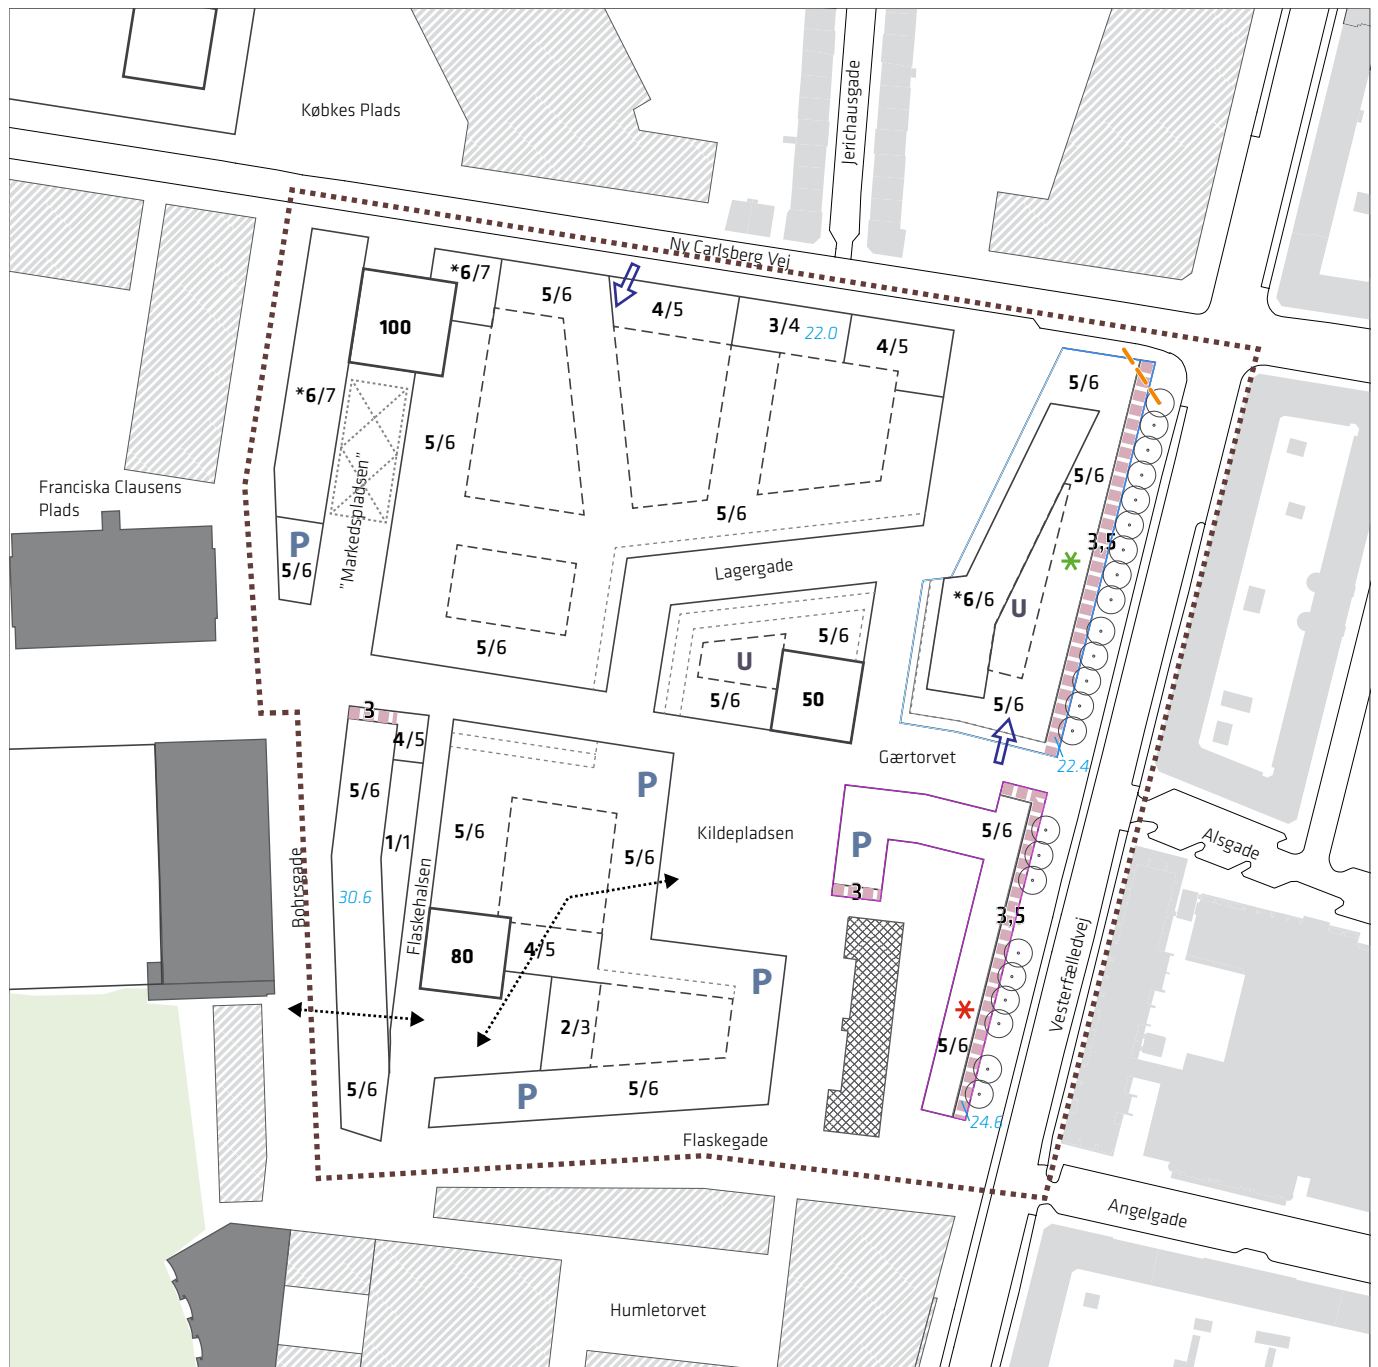 Købkes Plads
Jerichausgade
Ny Carlsberg Vej
*6/7
5/6
4/5
3/4 22.0
4/5
100
5/6
*6/7
5/6
5/6
Franciska Clausens
Plads
"Markedspladsen"
5/6
3,5
P
5/6
Lagergade
*6/6
U
5/6
5/6
U
5/6
50
5/6
3
4/5
Gærtorvet
22.4
P
5/6
1/1
5/6
5/6
Kildepladsen
P
5/6
Alsgade
Bohrsgade
30.6
Flaskehalsen
3
3,5
80
4/5
P
Vesterfælledvej
2/3
5/6
5/6
P
5/6
24.6
Flaskegade
Angelgade
Humletorvet